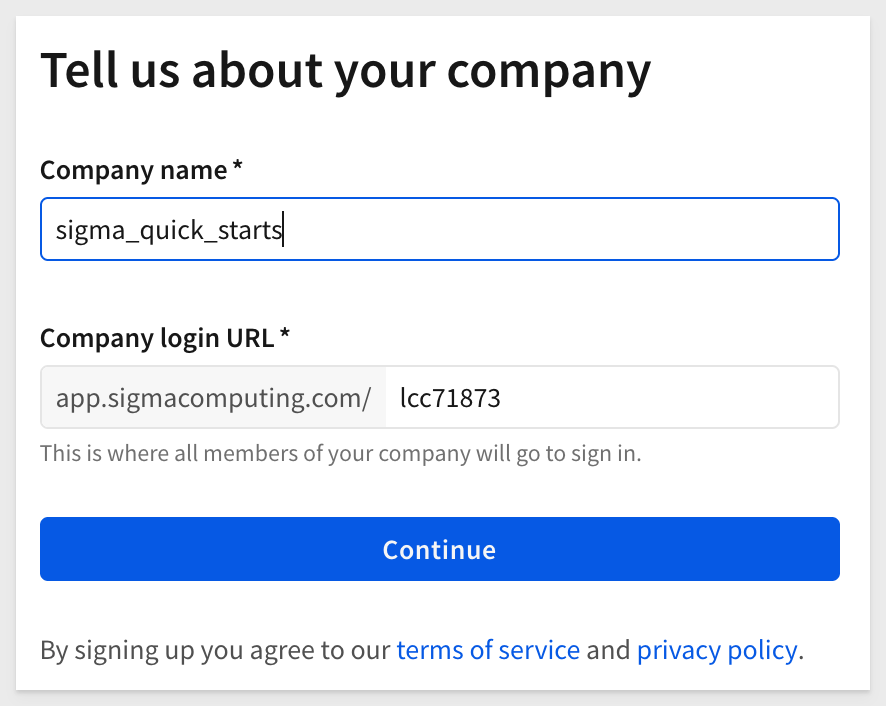 Tell us about your company
Company name *
sigma_quick_starts
Company login URL *
app.sigmacomputing.com/ lcc71873
This is where all members of your company will go to sign in.
Continue
By signing up you agree to our terms of service and privacy policy.